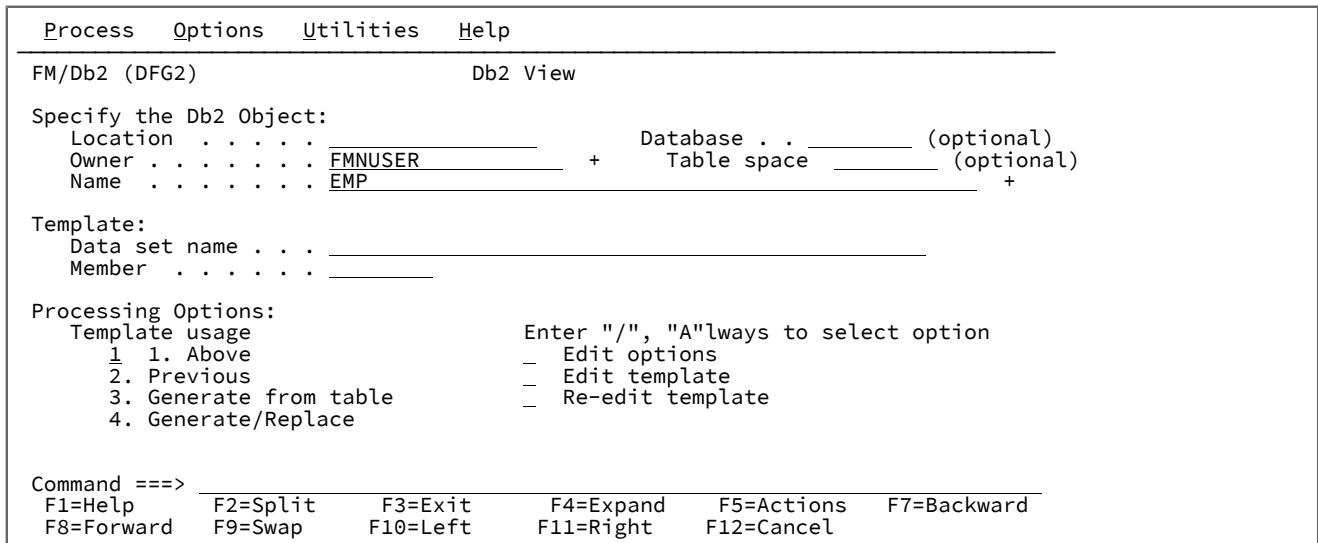 Process Options Utilities Help
FM/Db2 (DFG2) Db2 View
Specify the Db2 Object:
Location . . . . . Database . . (optional)
Owner . . . . . . . FMNUSER + Table space (optional)
Name . . . . . . . EMP +
Template:
Data set name . . .
Member . . . . . .
Processing Options:
Template usage Enter "/", "A"lways to select option
1 1. Above _ Edit options
2. Previous _ Edit template
3. Generate from table _ Re-edit template
4. Generate/Replace
Command ===>
F1=Help F2=Split F3=Exit F4=Expand F5=Actions F7=Backward
F8=Forward F9=Swap F10=Left F11=Right F12=Cancel